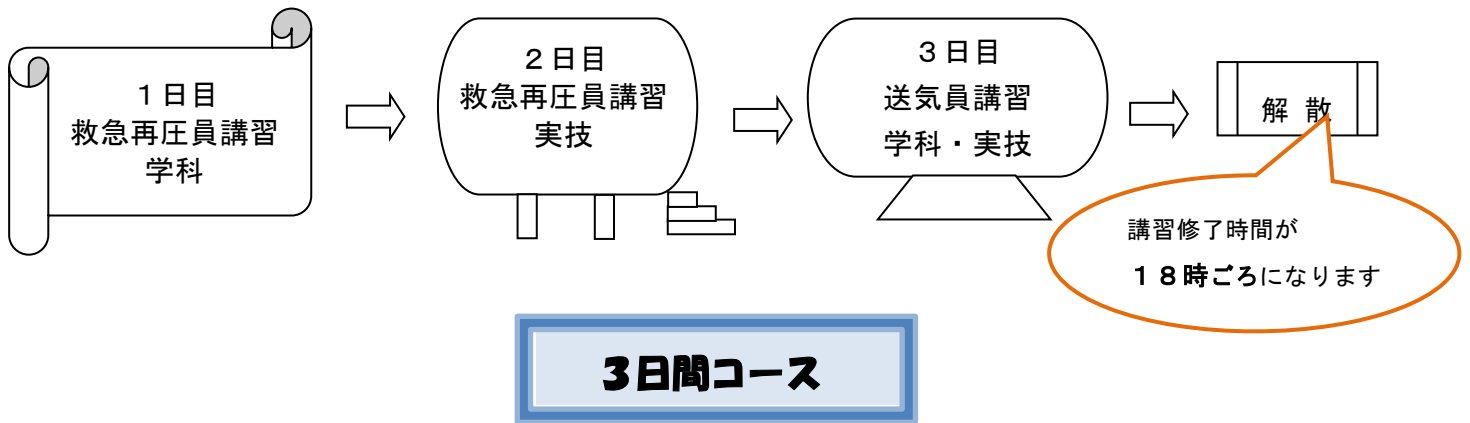 1日目
救急再圧員講習
学科
2日目
救急再圧員講習
実技
3日目
送気員講習
学科・実技
解 散
講習修了時間が
18時ごろになります
3日間コース